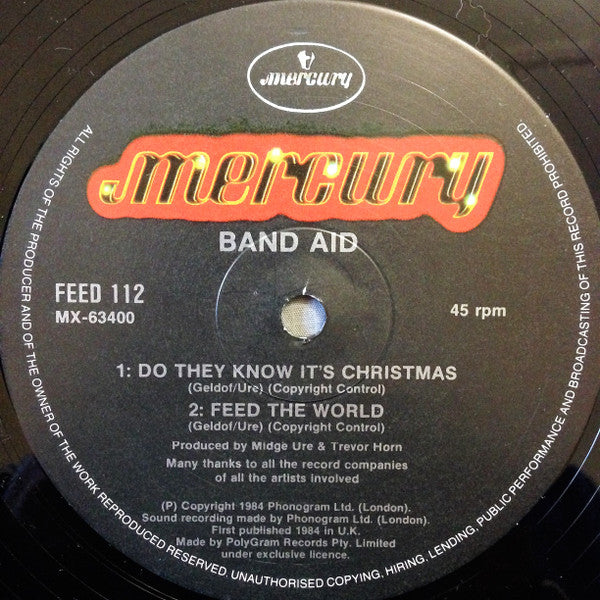 mercury
mercury
BAND AID
FEED 112
MX-63400
45 rpm
1: DO THEY KNOW IT'S CHRISTMAS
(Geldof/Ure) (Copyright Control)
2: FEED THE WORLD
(Geldof/Ure) (Copyright Control)
Produced by Midge Ure & Trevor Horn
Many thanks to all the record companies
of all the artists involved
(P) Copyright 1984 Phonogram Ltd. (London).
Sound recording made by Phonogram Ltd. (London).
First published 1984 in U.K.
Made by PolyGram Records Pty. Limited
under exclusive licence.
ALL RIGHTS OF THE PRODUCER AND OF THE OWNER OF THE WORK REPRODUCED RESERVED. UNAUTHORISED COPYING, HIRING, LENDING, PUBLIC PERFORMANCE AND BROADCASTING OF THIS RECORD PROHIBITED.